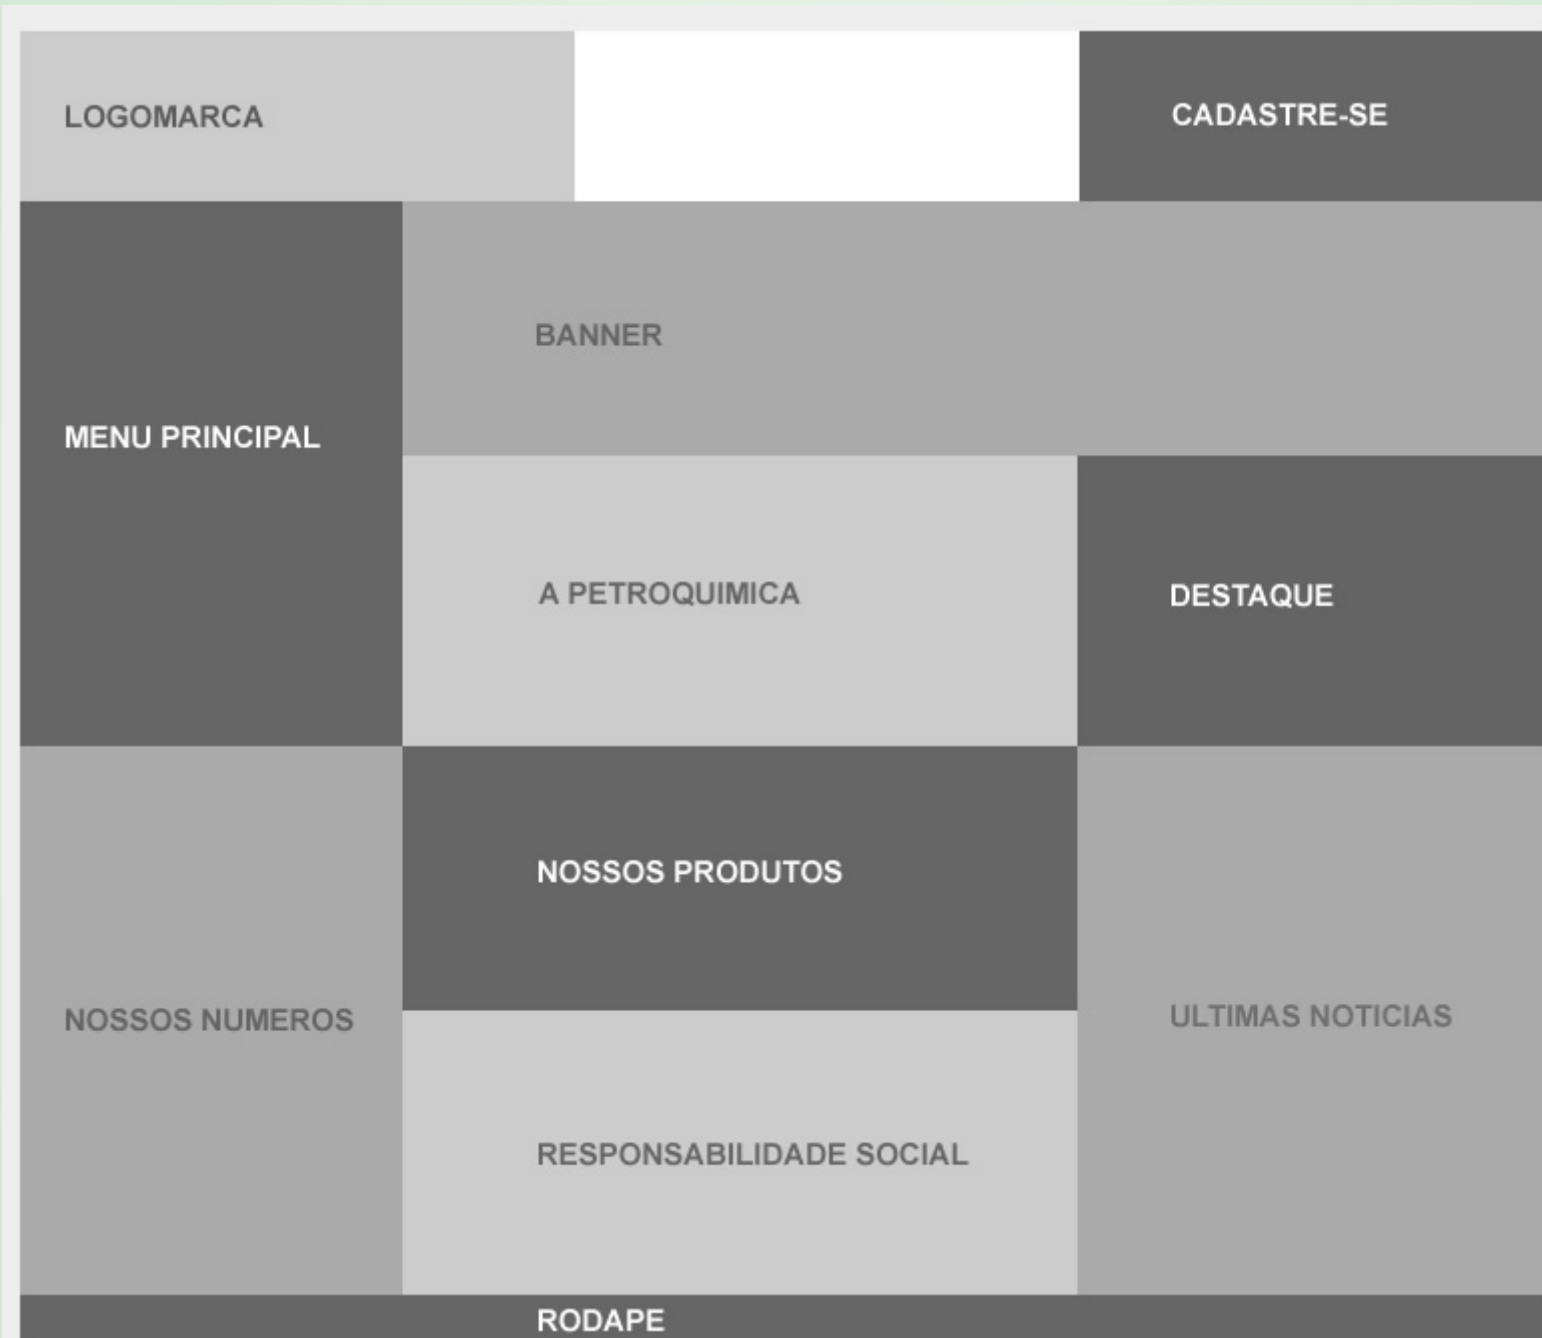 LOGOMARCA
CADASTRE-SE
MENU PRINCIPAL
BANNER
A PETROQUIMICA
DESTAQUE
NOSSOS NUMEROS
NOSSOS PRODUTOS
RESPONSABILIDADE SOCIAL
ULTIMAS NOTICIAS
RODAPE